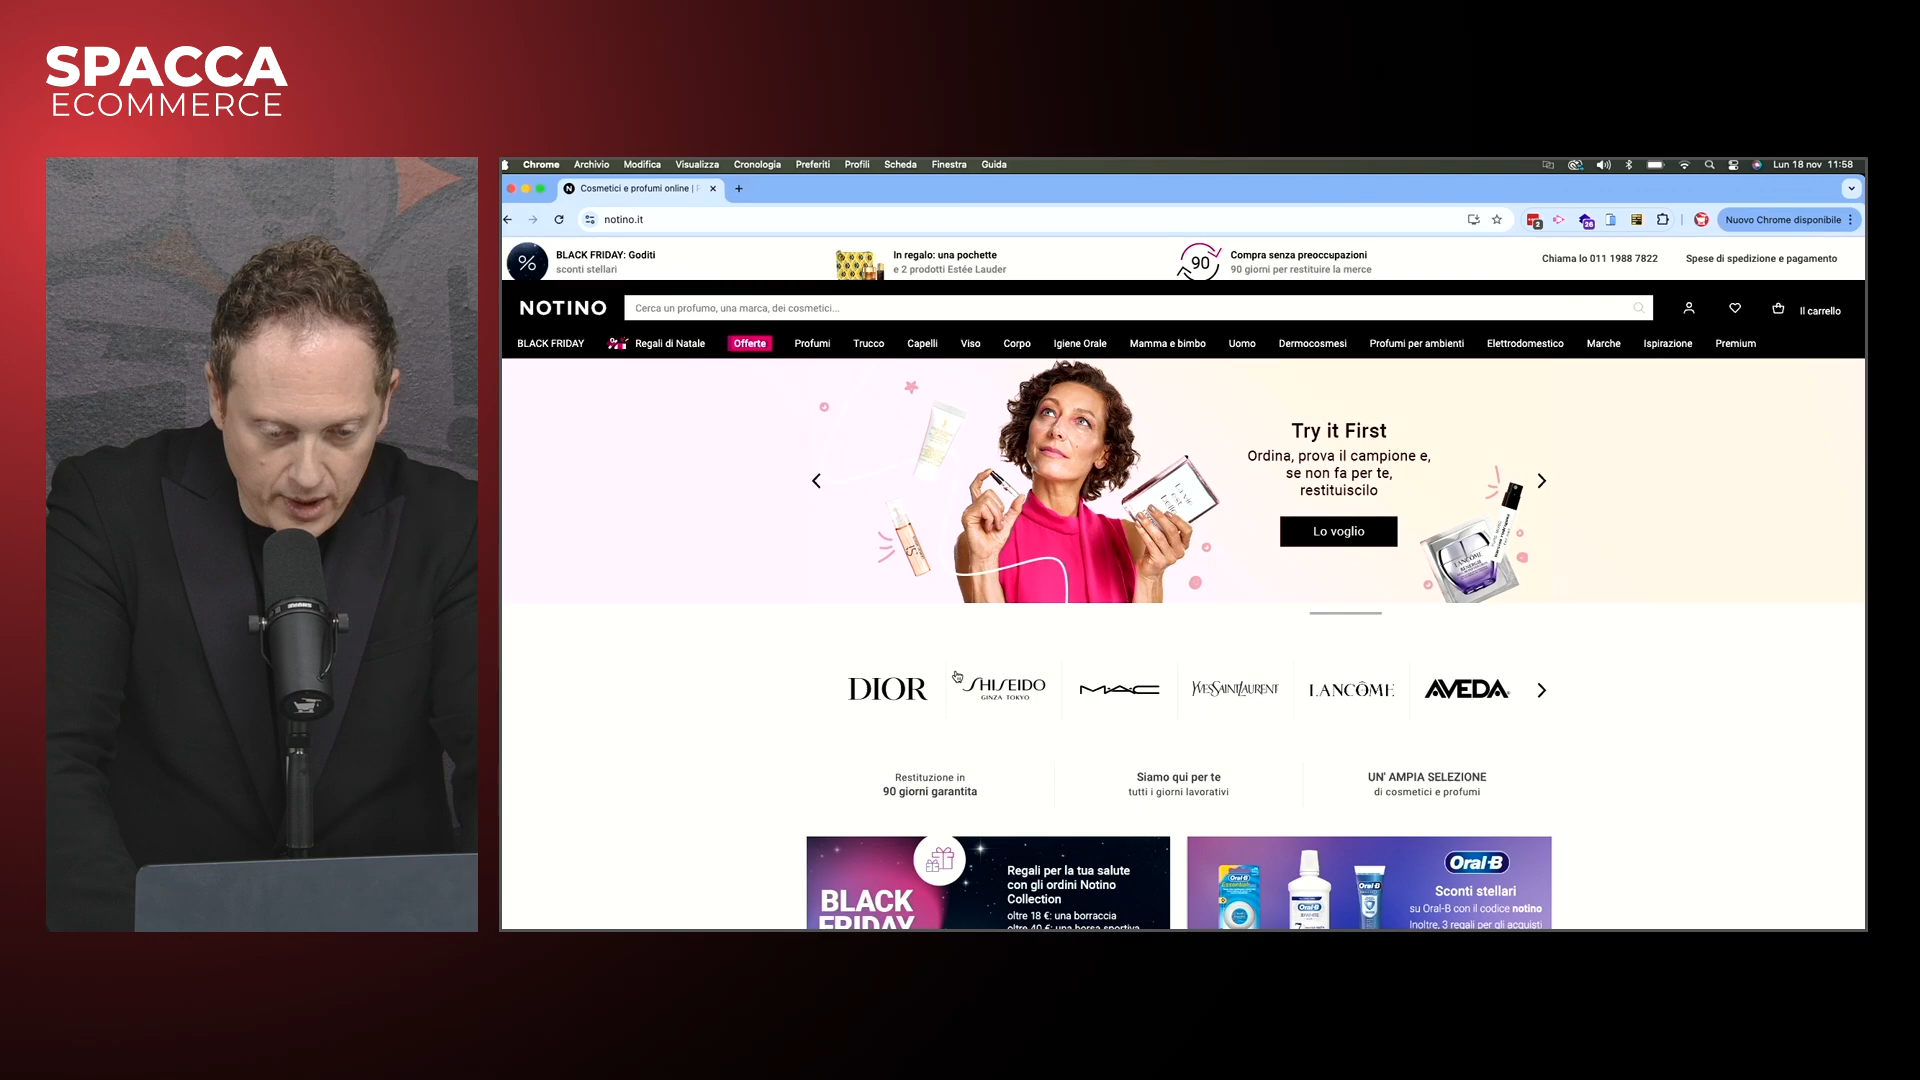 SPACCA
ECOMMERCE
Chrome Archivio Modifica Visualizza Cronologia Preferiti Profili Scheda Finestra Guida
Lun 18 nov 11:58
Cosmetici e profumi online |
notino.it
2
26
Nuovo Chrome disponibile
%
BLACK FRIDAY: Goditi
sconti stellari
In regalo: una pochette
e 2 prodotti Estée Lauder
90
Compra senza preoccupazioni
90 giorni per restituire la merce
Chiama lo 011 1988 7822
Spese di spedizione e pagamento
NOTINO
Cerca un profumo, una marca, dei cosmetici...
Il carrello
BLACK FRIDAY Regali di Natale Offerte Profumi Trucco Capelli Viso Corpo Igiene Orale Mamma e bimbo Uomo Dermocosmesi Profumi per ambienti Elettrodomestico Marche Ispirazione Premium
Try it First
Ordina, prova il campione e,
se non fa per te,
restituiscilo
Lo voglio
LANCÔME
DIOR
SHISEIDO
GINZA TOKYO
MAC
YVESSAINTLAURENT
LANCÔME
AVEDA
Restituzione in
90 giorni garantita
Siamo qui per te
tutti i giorni lavorativi
UN' AMPIA SELEZIONE
di cosmetici e profumi
BLACK
FRIDAY
Regali per la tua salute
con gli ordini Notino
Collection
oltre 18 €: una borraccia
oltre 40 €: una borsa sportiva
Oral-B
Oral-B
Oral-B
Oral-B
Sconti stellari
su Oral-B con il codice notino
Inoltre, 3 regali per gli acquisti